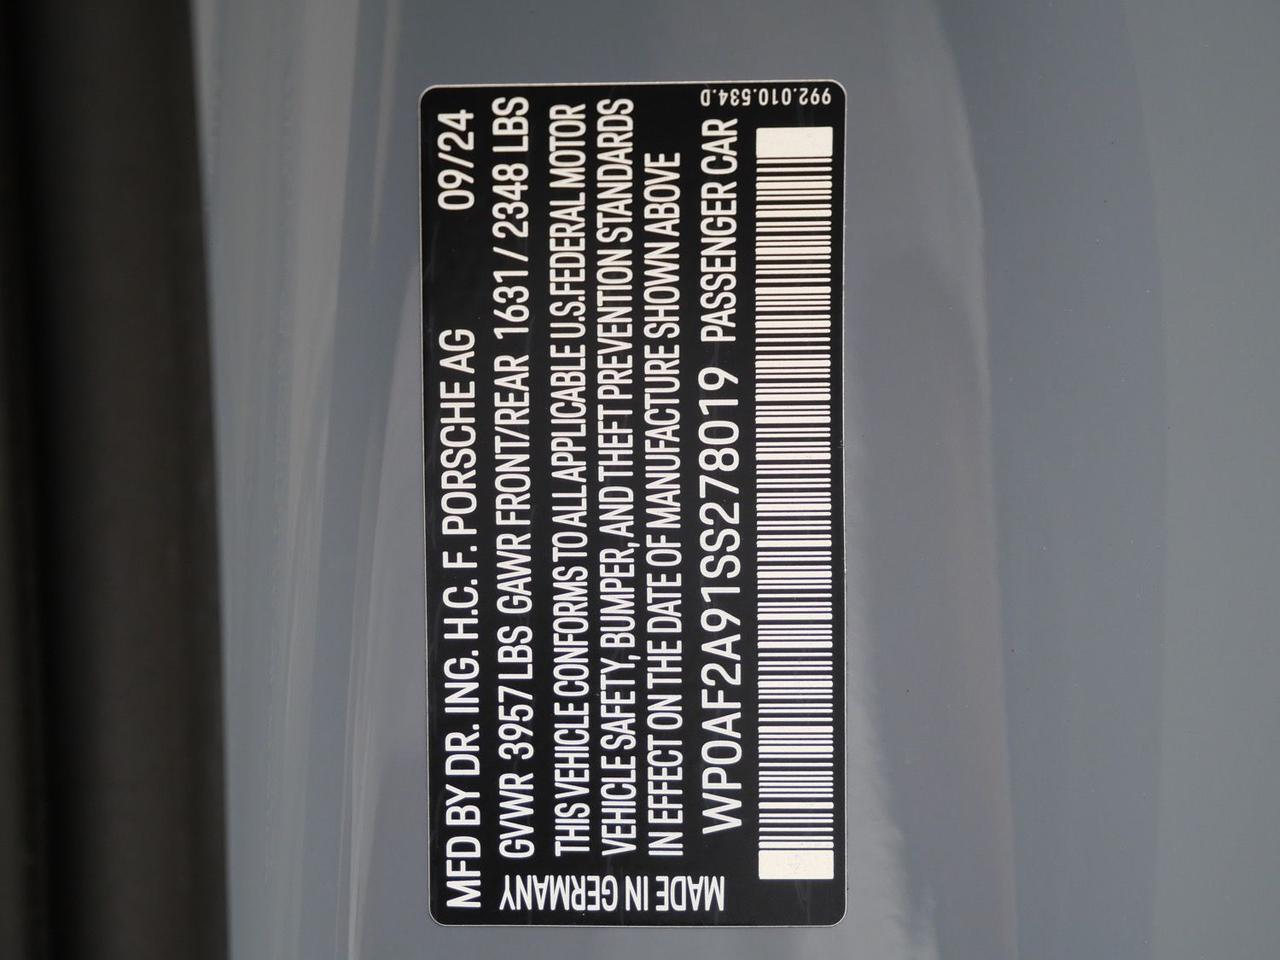 MFD BY DR. ING. H.C. F. PORSCHE AG 09/24
GVWR 3957 LBS GAWR FRONT/REAR 1631 / 2348 LBS
THIS VEHICLE CONFORMS TO ALL APPLICABLE U.S.FEDERAL MOTOR
VEHICLE SAFETY, BUMPER, AND THEFT PREVENTION STANDARDS
IN EFFECT ON THE DATE OF MANUFACTURE SHOWN ABOVE
WP0AF2A91SS278019 PASSENGER CAR
MADE IN GERMANY
992.010.534.D